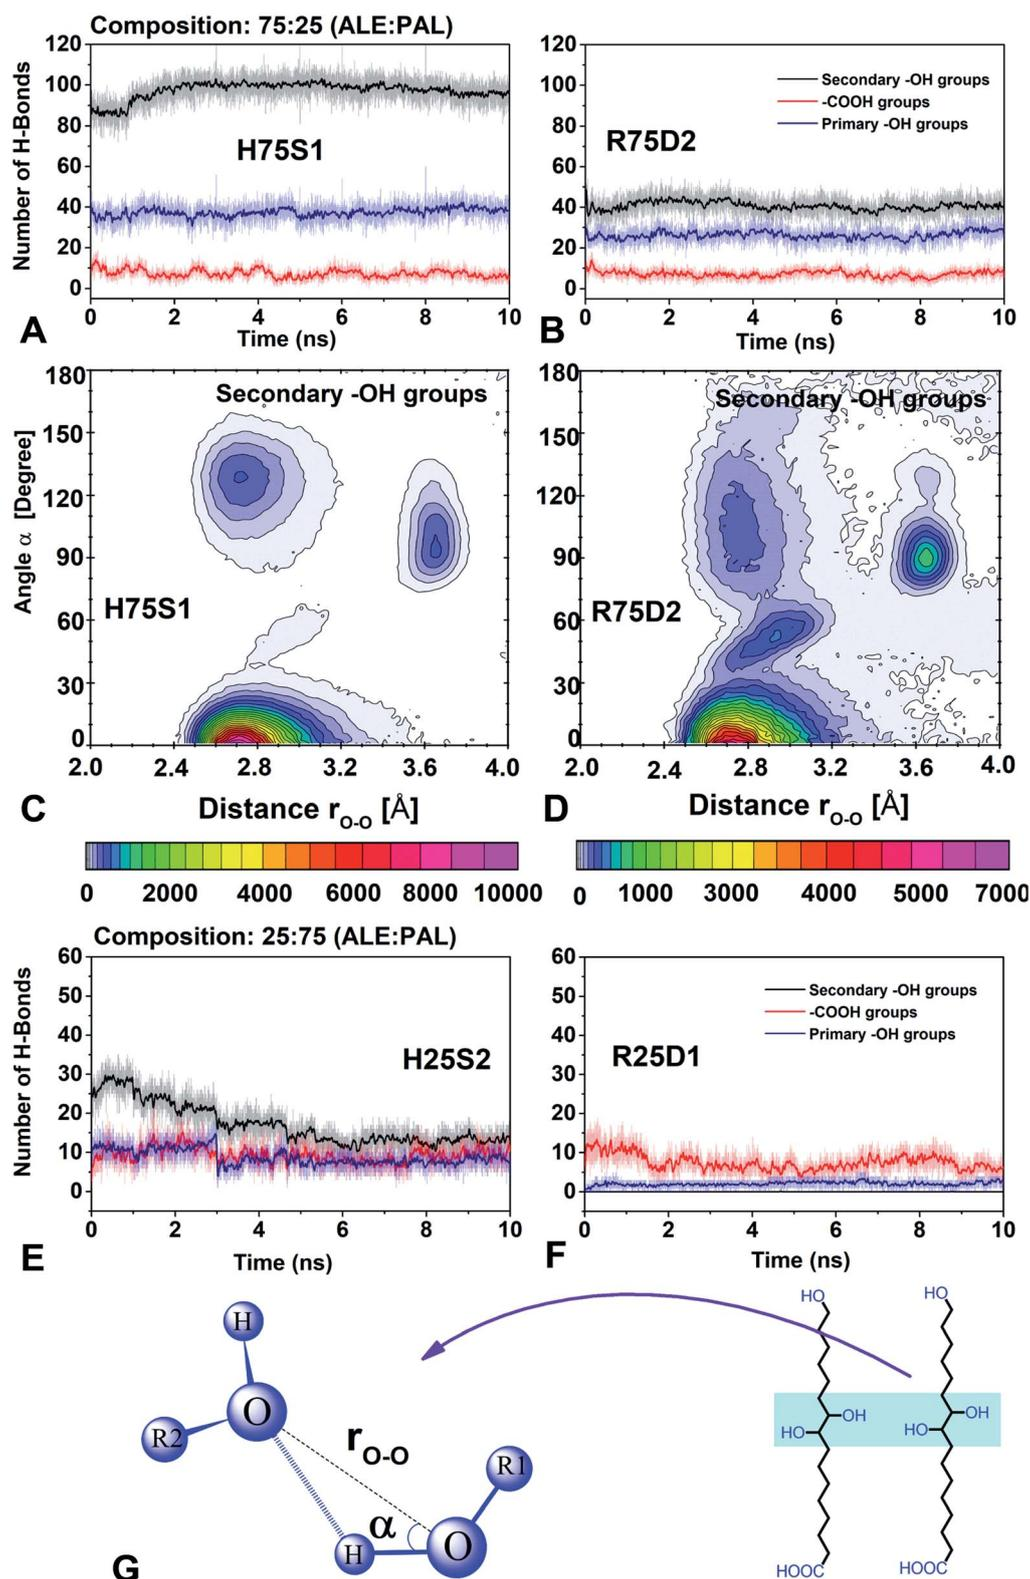 Composition: 75:25 (ALE:PAL)
Number of H-Bonds
120
100
80
60
40
20
0
H75S1
0 2 4 6 8 10
Time (ns)
A
120
100
80
60
40
20
0
Secondary -OH groups
-COOH groups
Primary -OH groups
R75D2
0 2 4 6 8 10
Time (ns)
B
Angle α [Degree]
180
150
120
90
60
30
0
Secondary -OH groups
H75S1
2.0 2.4 2.8 3.2 3.6 4.0
Distance rO-O [Å]
C
180
150
120
90
60
30
0
Secondary -OH groups
R75D2
2.0 2.4 2.8 3.2 3.6 4.0
Distance rO-O [Å]
D
0 2000 4000 6000 8000 10000
0 1000 3000 4000 5000 7000
Composition: 25:75 (ALE:PAL)
Number of H-Bonds
60
50
40
30
20
10
0
H25S2
0 2 4 6 8 10
Time (ns)
E
60
50
40
30
20
10
0
Secondary -OH groups
-COOH groups
Primary -OH groups
R25D1
0 2 4 6 8 10
Time (ns)
F
H
O
R2
rO-O
R1
α
H
O
G
HO
HO
OH
OH
HO
HO
HOOC
HOOC